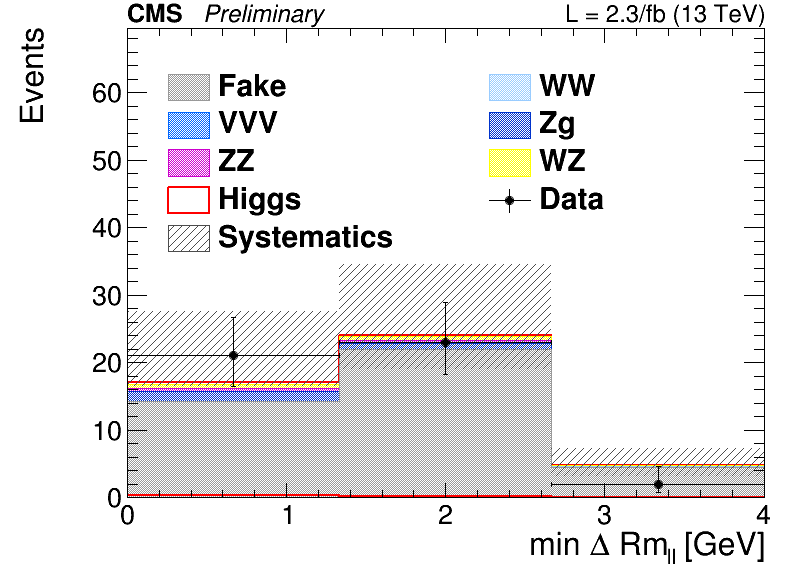 CMS Preliminary L = 2.3/fb (13 TeV)
Events
60
50
40
30
20
10
0
Fake WW
VVV Zg
ZZ WZ
Higgs Data
Systematics
0 1 2 3 4
min Δ Rm_ll [GeV]